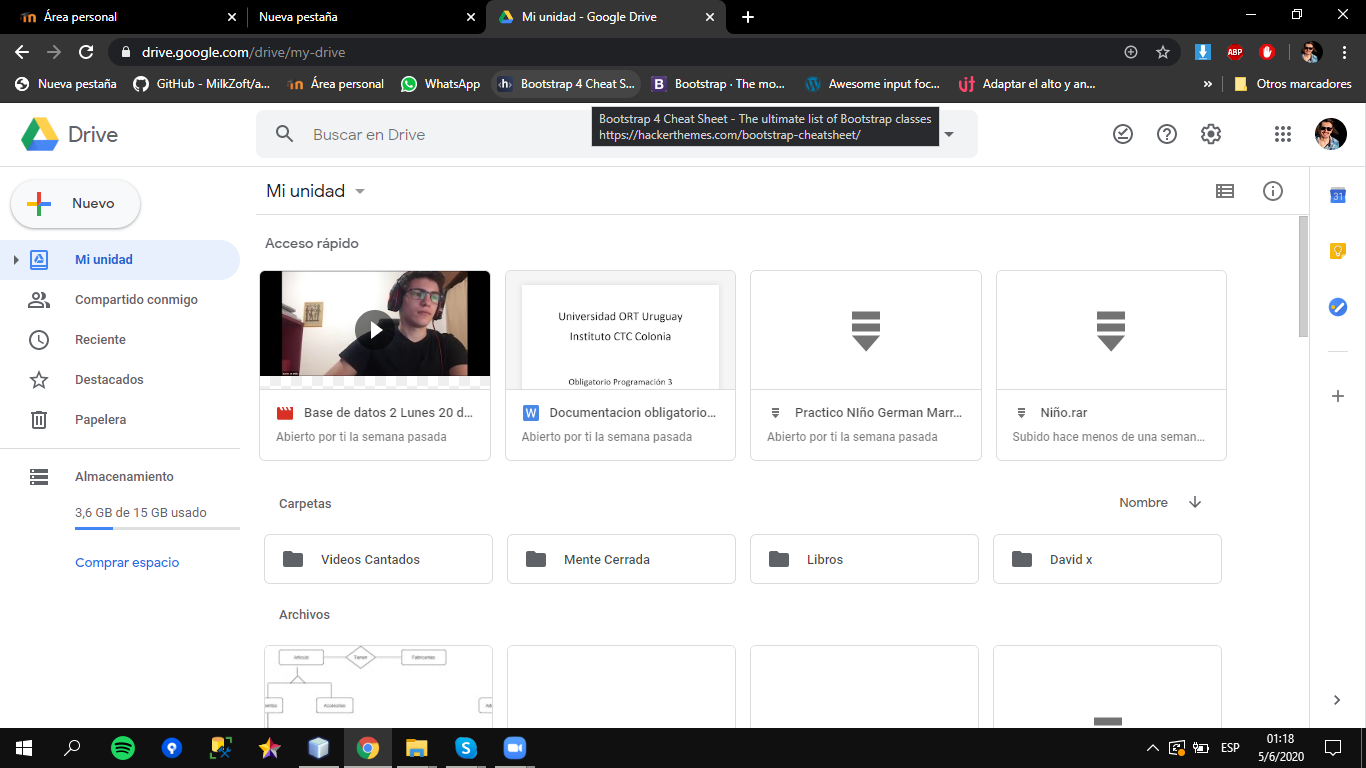 Área personal
Nueva pestaña
Mi unidad - Google Drive
drive.google.com/drive/my-drive
ABP
Nueva pestaña
GitHub - MilkZoft/a...
Área personal
WhatsApp
Bootstrap 4 Cheat S...
Bootstrap · The mo...
Awesome input foc...
Adaptar el alto y an...
»
Otros marcadores
Bootstrap 4 Cheat Sheet - The ultimate list of Bootstrap classes
https://hackerthemes.com/bootstrap-cheatsheet/
Drive
Buscar en Drive
Nuevo
Mi unidad
31
Acceso rápido
Mi unidad
Compartido conmigo
Reciente
Destacados
Papelera
Almacenamiento
3,6 GB de 15 GB usado
Comprar espacio
Universidad ORT Uruguay
Instituto CTC Colonia
Obligatorio Programación 3
Base de datos 2 Lunes 20 d...
Abierto por ti la semana pasada
W
Documentacion obligatorio...
Abierto por ti la semana pasada
Practico NIño German Marr...
Abierto por ti la semana pasada
Niño.rar
Subido hace menos de una seman...
Carpetas
Nombre
Videos Cantados
Mente Cerrada
Libros
David x
Archivos
Articulo
Tienen
Fabricantes
Accesorios
ESP
01:18
5/6/2020